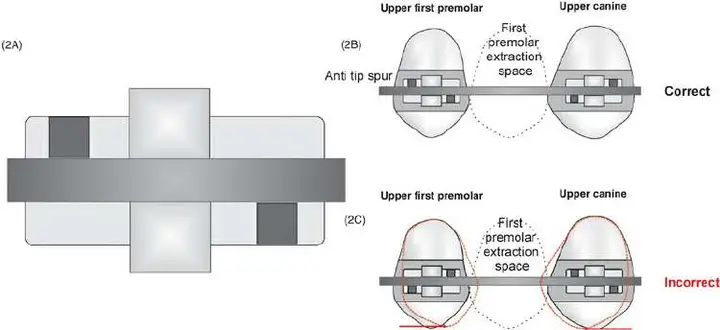 (2A)
Upper first premolar
Upper canine
(2B)
First
premolar
extraction
space
Anti tip spur
Correct
Upper first premolar
Upper canine
(2C)
First
premolar
extraction
space
Incorrect